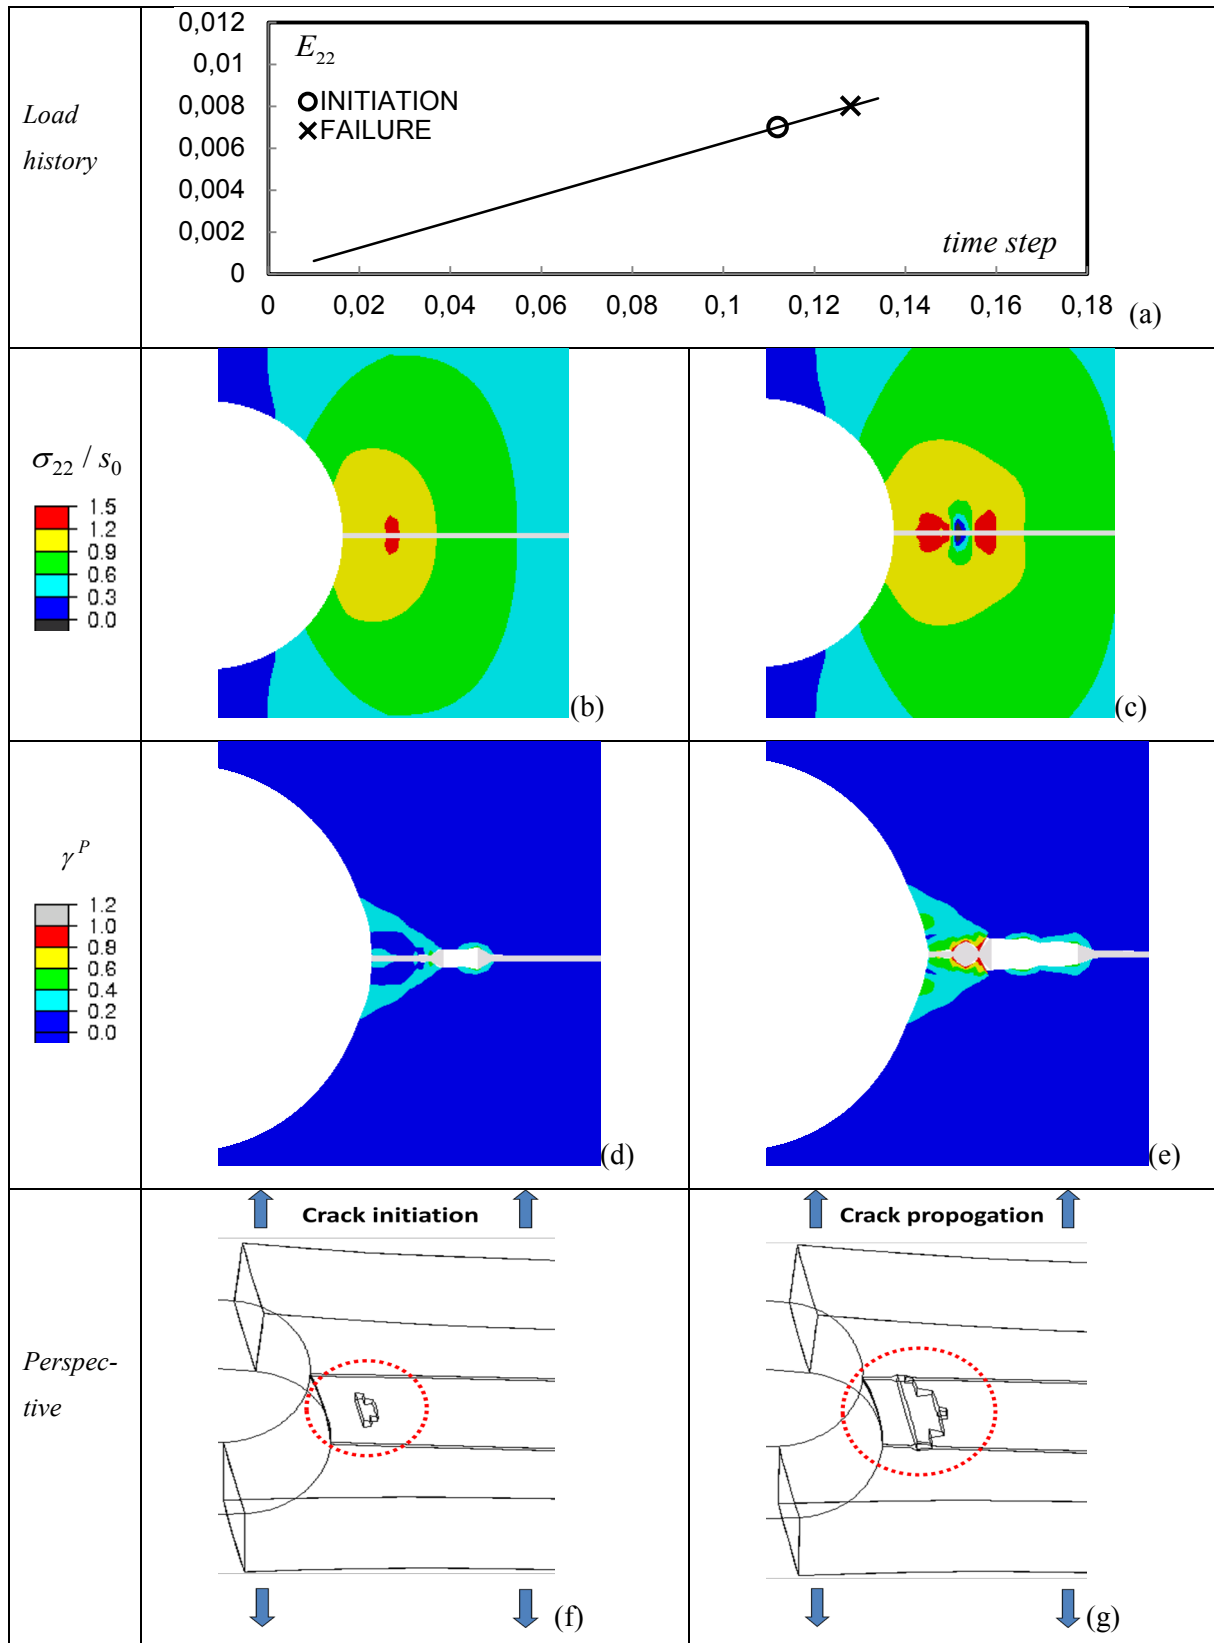 Load
history
0,012
0,01
0,008
0,006
0,004
0,002
0
E22
INITIATION
FAILURE
time step
0 0,02 0,04 0,06 0,08 0,1 0,12 0,14 0,16 0,18
(a)
σ22 / s0
1.5
1.2
0.9
0.6
0.3
0.0
(b)
(c)
γP
1.2
1.0
0.8
0.6
0.4
0.2
0.0
(d)
(e)
Perspec-
tive
Crack initiation
(f)
Crack propogation
(g)